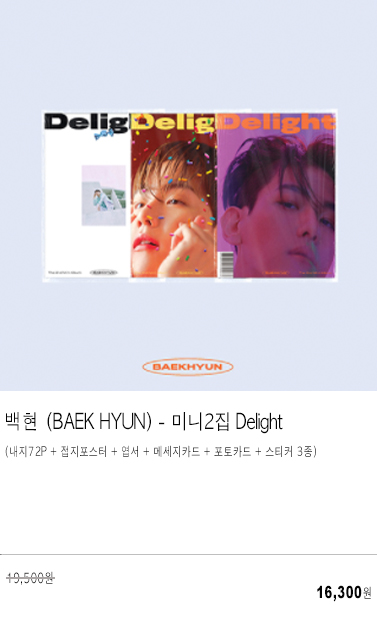 Delig Delig Delight
BAEKHYUN
백현 (BAEK HYUN) - 미니2집 Delight
(내지72P + 접지포스터 + 엽서 + 메세지카드 + 포토카드 + 스티커 3종)
19,500원
16,300원